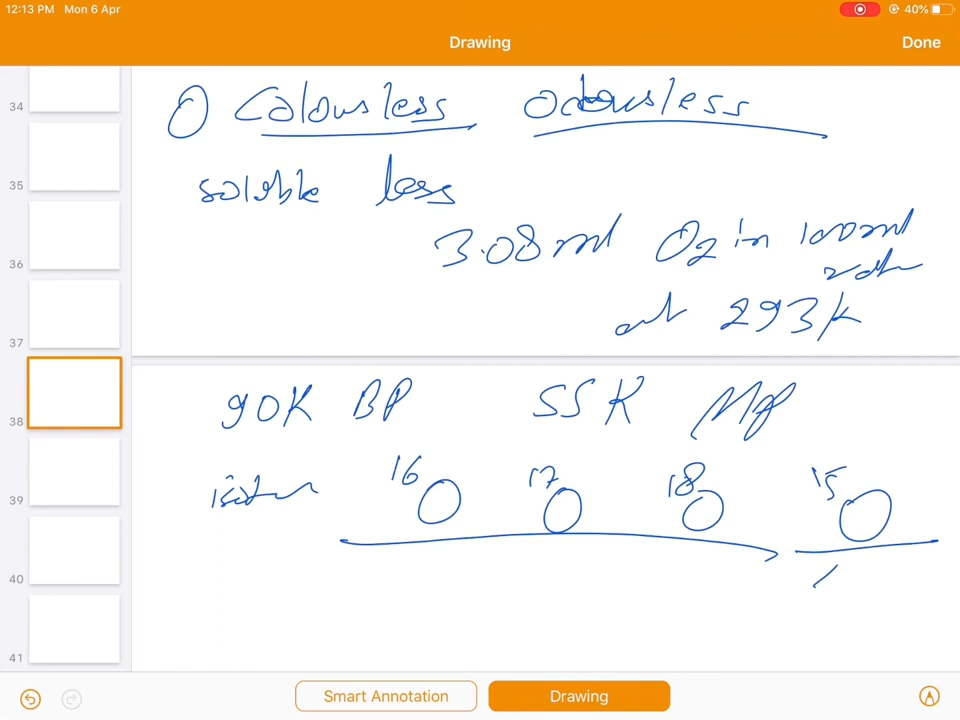 12:13 PM Mon 6 Apr 40%
Drawing Done
34
① Colourless odourless
35
soluble less
36
3.08 ml O2 in 100 ml
37
at 293K
90K BP 55K MP
38
16O 17O 18O 15O
39
40
41
Smart Annotation Drawing